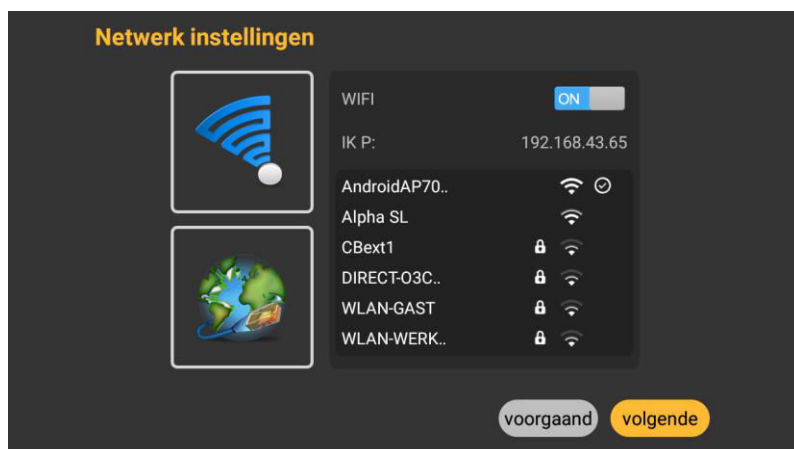 Netwerk instellingen
WIFI ON
IK P: 192.168.43.65
AndroidAP70..
Alpha SL
CBext1
DIRECT-O3C..
WLAN-GAST
WLAN-WERK..
voorgaand volgende